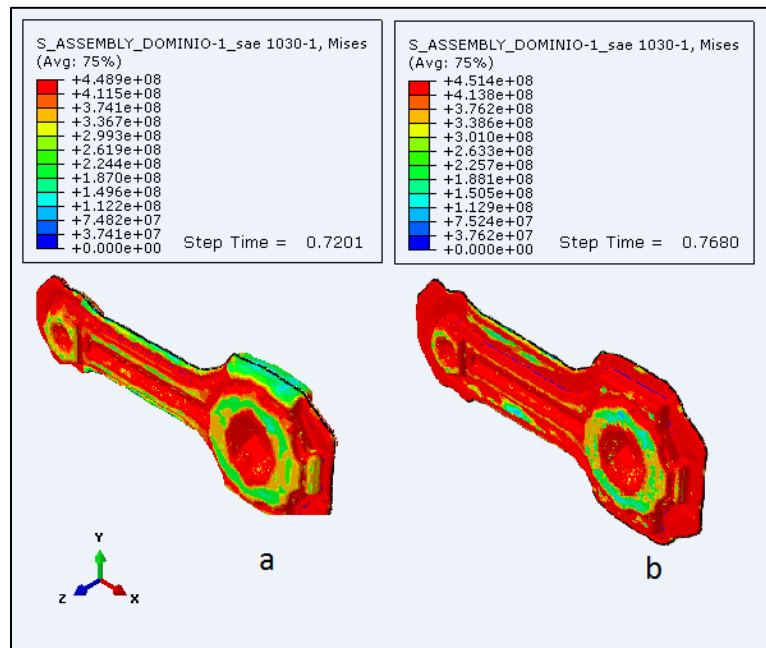 S_ASSEMBLY_DOMINIO-1_sae 1030-1, Mises
(Avg: 75%)
+4.489e+08
+4.115e+08
+3.741e+08
+3.367e+08
+2.993e+08
+2.619e+08
+2.244e+08
+1.870e+08
+1.496e+08
+1.122e+08
+7.482e+07
+3.741e+07
+0.000e+00
Step Time = 0.7201
S_ASSEMBLY_DOMINIO-1_sae 1030-1, Mises
(Avg: 75%)
+4.514e+08
+4.138e+08
+3.762e+08
+3.386e+08
+3.010e+08
+2.633e+08
+2.257e+08
+1.881e+08
+1.505e+08
+1.129e+08
+7.524e+07
+3.762e+07
+0.000e+00
Step Time = 0.7680
Y
Z
X
a
b